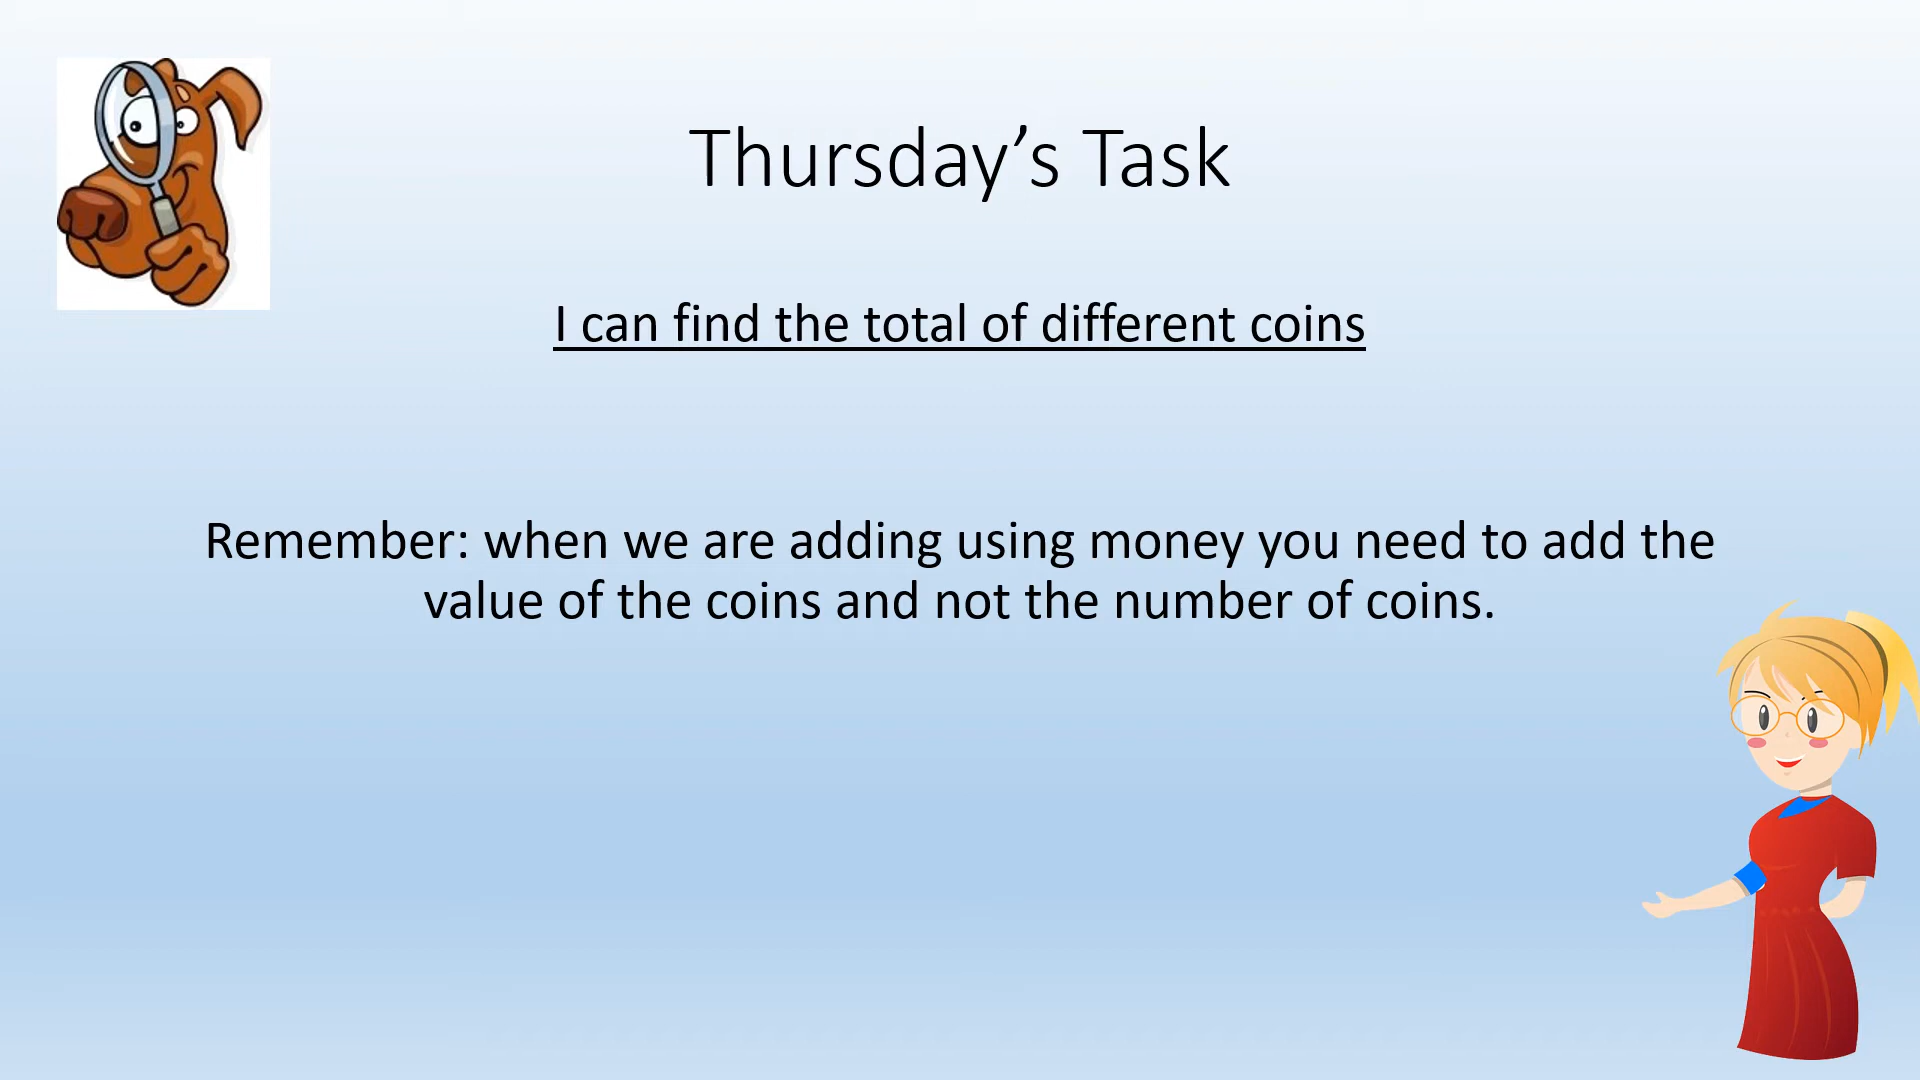 Thursday’s Task
I can find the total of different coins
Remember: when we are adding using money you need to add the
value of the coins and not the number of coins.